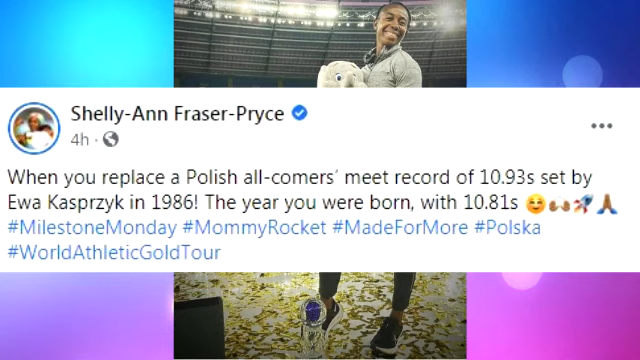 Shelly-Ann Fraser-Pryce
4h ·
When you replace a Polish all-comers' meet record of 10.93s set by
Ewa Kasprzyk in 1986! The year you were born, with 10.81s ☺️🙌🏾🚀🙏🏾
#MilestoneMonday #MommyRocket #MadeForMore #Polska
#WorldAthleticGoldTour